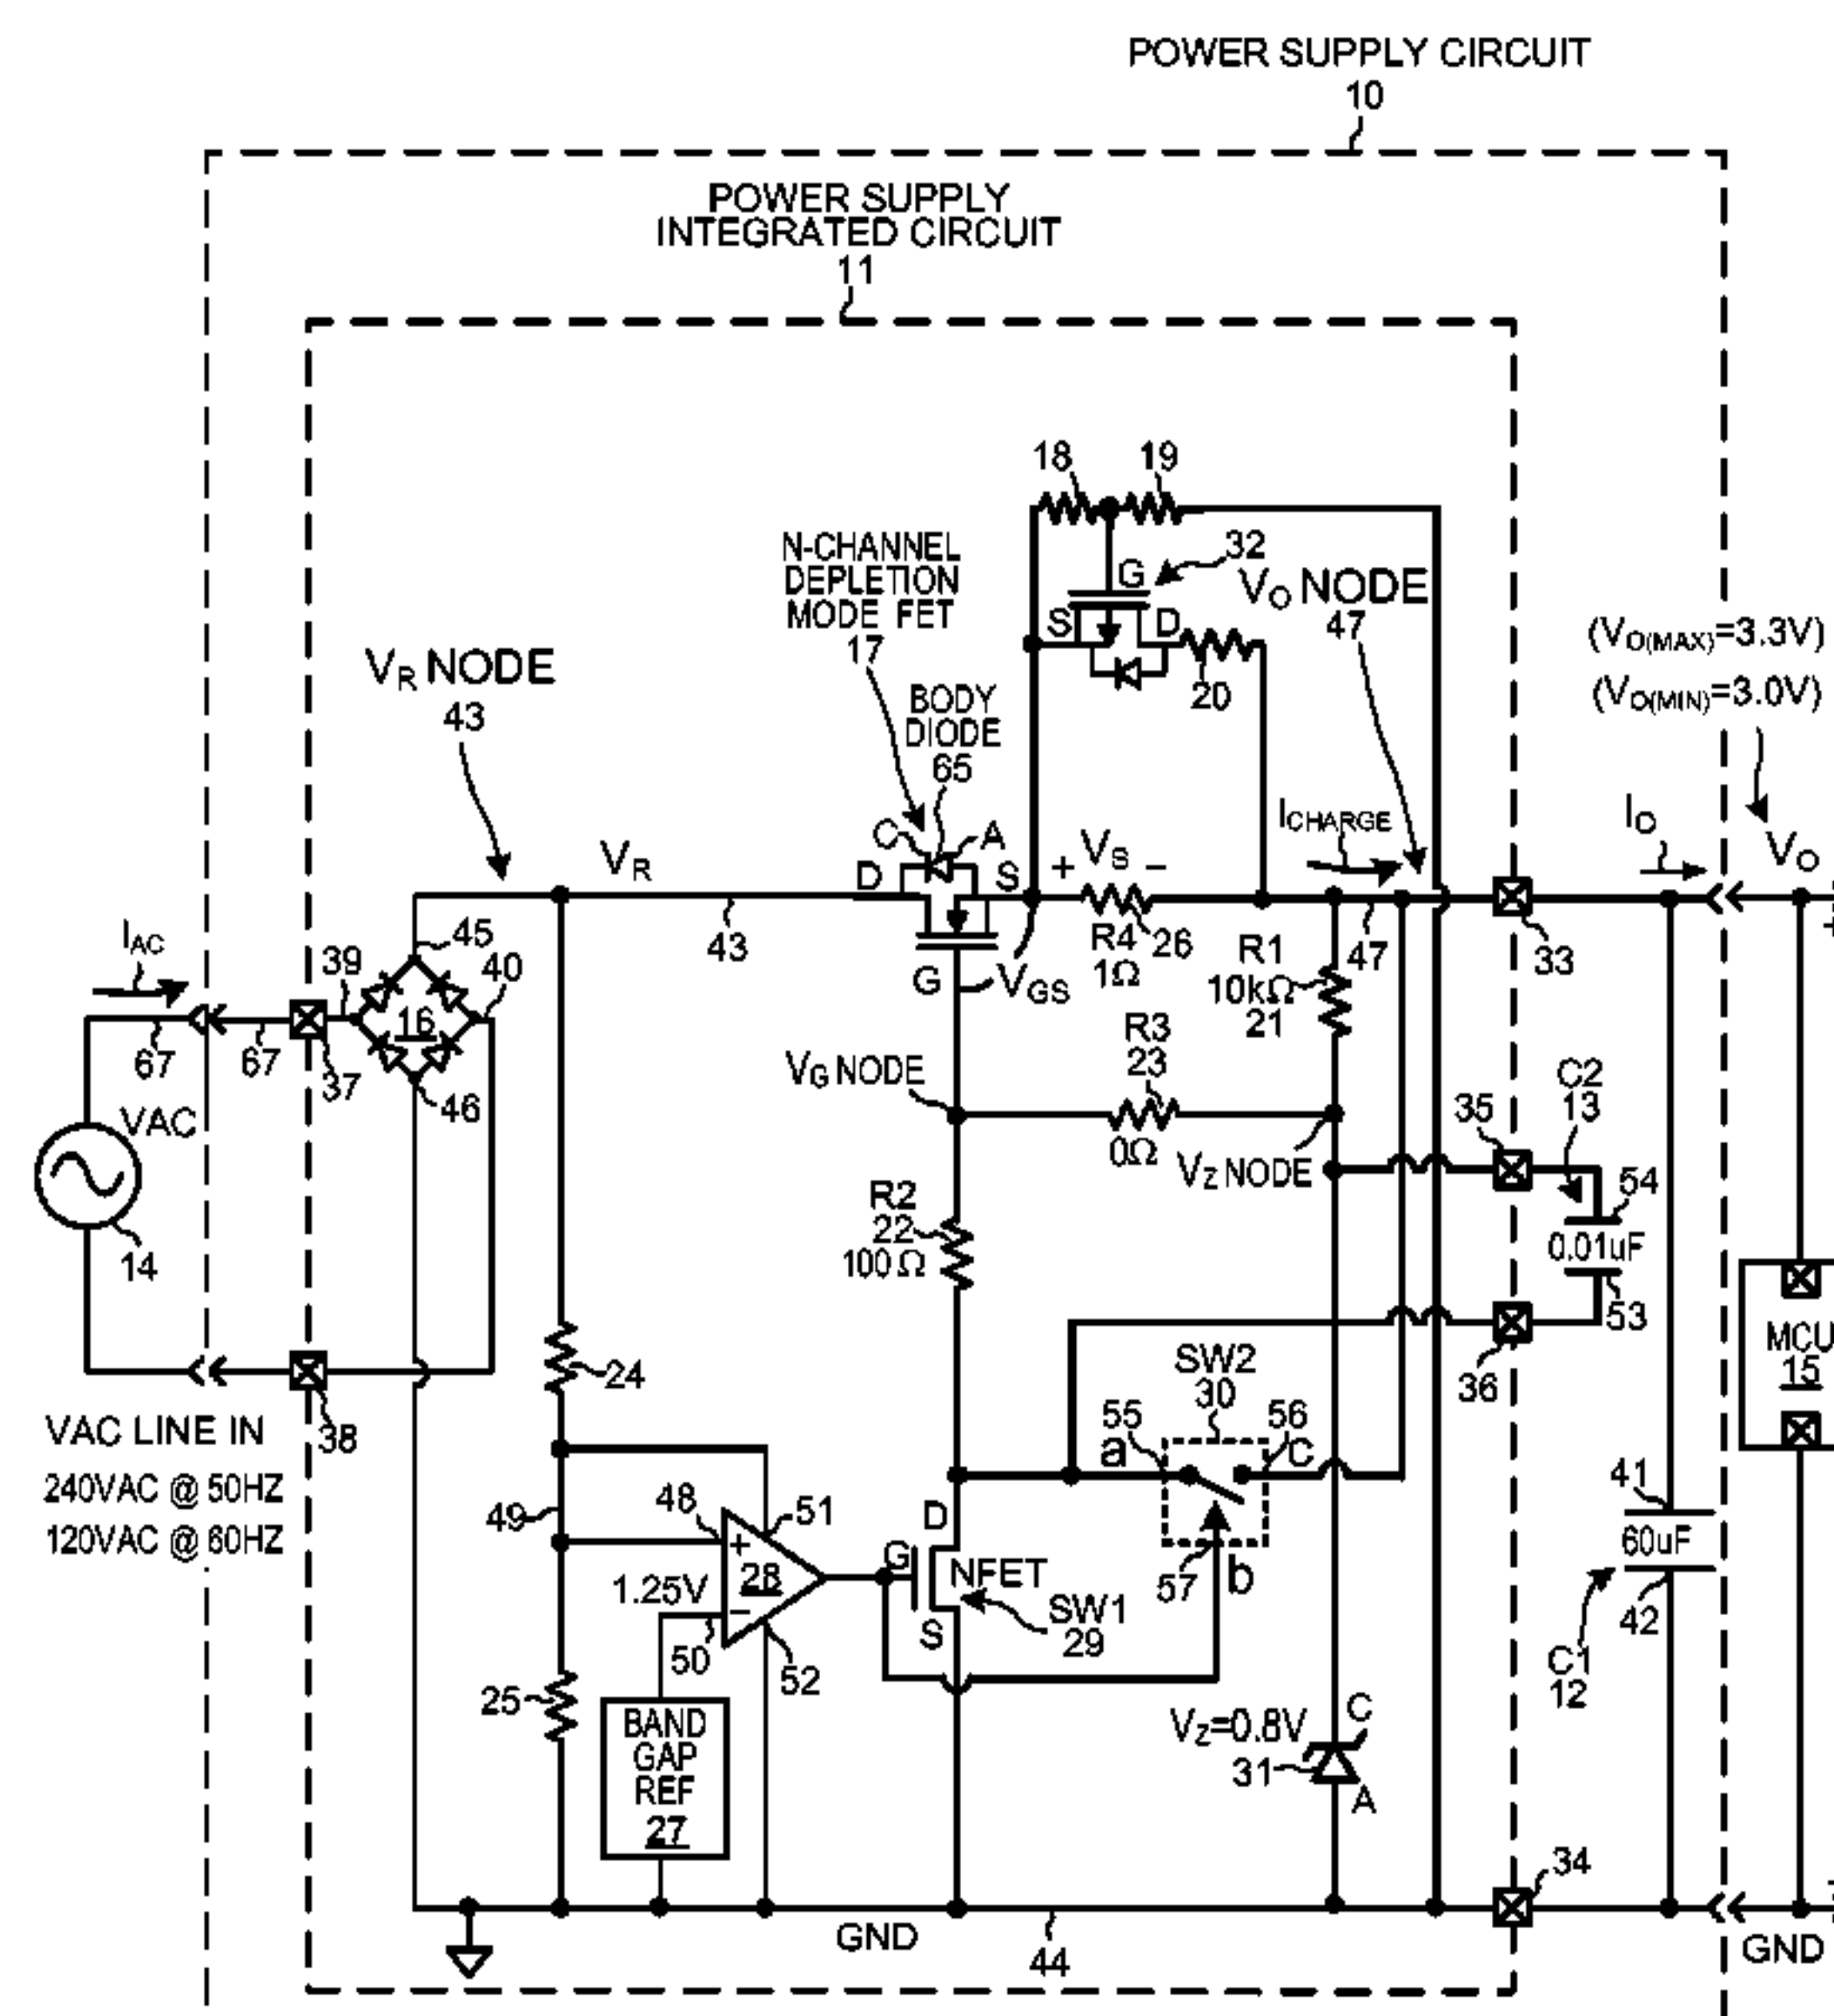 POWER SUPPLY CIRCUIT
10
POWER SUPPLY
INTEGRATED CIRCUIT
11
18
19
N-CHANNEL
DEPLETION
MODE FET
17
G
32
S
D
20
VO NODE
47
(VO(MAX)=3.3V)
(VO(MIN)=3.0V)
VR NODE
43
BODY
DIODE
65
C
A
D
S
VR
43
+ VS −
ICHARGE
IO
VO
+
IAC
39
45
40
16
G
VGS
R4
26
1Ω
R1
10kΩ
21
47
33
67
67
37
46
VG NODE
R3
23
0Ω
VZ NODE
C2
13
35
54
0.01uF
53
36
VAC
14
R2
22
100 Ω
MCU
15
24
38
VAC LINE IN
240VAC @ 50HZ
120VAC @ 60HZ
SW2
30
55
56
a
c
57
b
41
60uF
42
C1
12
49
48
51
+
28
1.25V
−
50
52
D
G
NFET
S
SW1
29
25
BAND
GAP
REF
27
VZ=0.8V
31
C
A
34
GND
44
GND